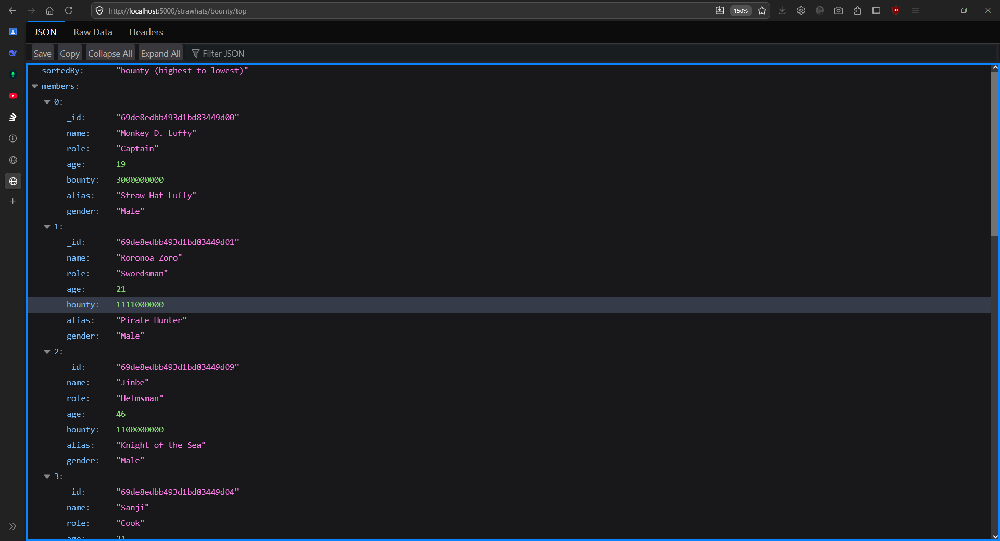 http://localhost:5000/strawhats/bounty/top
150%
JSON Raw Data Headers
Save Copy Collapse All Expand All Filter JSON
sortedBy: "bounty (highest to lowest)"
members:
0:
_id: "69de8edbb493d1bd83449d00"
name: "Monkey D. Luffy"
role: "Captain"
age: 19
bounty: 3000000000
alias: "Straw Hat Luffy"
gender: "Male"
1:
_id: "69de8edbb493d1bd83449d01"
name: "Roronoa Zoro"
role: "Swordsman"
age: 21
bounty: 1111000000
alias: "Pirate Hunter"
gender: "Male"
2:
_id: "69de8edbb493d1bd83449d09"
name: "Jinbe"
role: "Helmsman"
age: 46
bounty: 1100000000
alias: "Knight of the Sea"
gender: "Male"
3:
_id: "69de8edbb493d1bd83449d04"
name: "Sanji"
role: "Cook"
age: 21